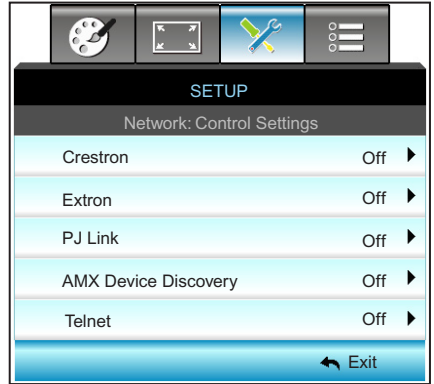 SETUP
Network: Control Settings
Crestron Off
Extron Off
PJ Link Off
AMX Device Discovery Off
Telnet Off
Exit